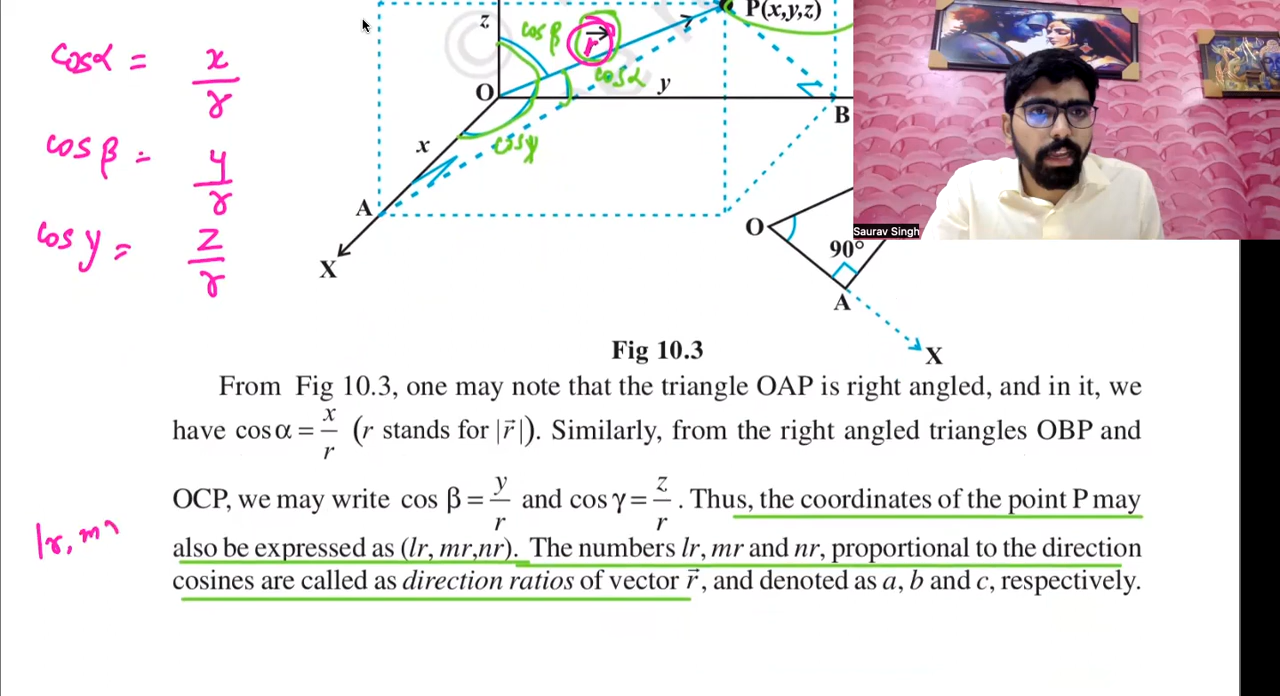 z
P(x,y,z)
cosα = x/r
cos β
r⃗
cosα
y
O
B
cos β = y/r
x
cosy
A
cos y = z/r
O
Saurav Singh
90°
X
A
X
Fig 10.3
From Fig 10.3, one may note that the triangle OAP is right angled, and in it, we
have cos α = x/r (r stands for |r⃗|). Similarly, from the right angled triangles OBP and
OCP, we may write cos β = y/r and cos γ = z/r . Thus, the coordinates of the point P may
lr, mr
also be expressed as (lr, mr,nr). The numbers lr, mr and nr, proportional to the direction
cosines are called as direction ratios of vector r⃗, and denoted as a, b and c, respectively.